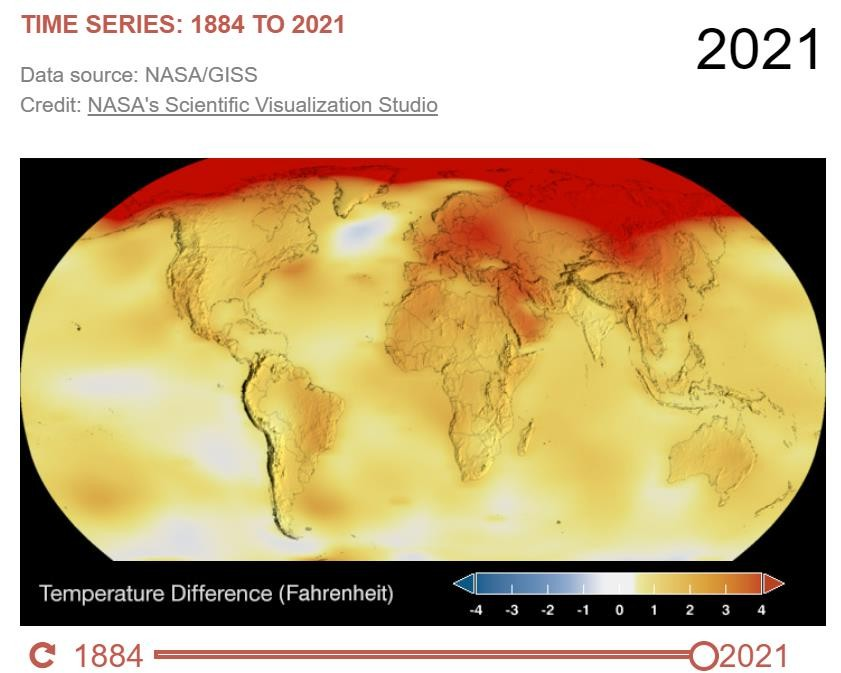 TIME SERIES: 1884 TO 2021
2021
Data source: NASA/GISS
Credit: NASA's Scientific Visualization Studio
Temperature Difference (Fahrenheit)
-4 -3 -2 -1 0 1 2 3 4
1884 2021